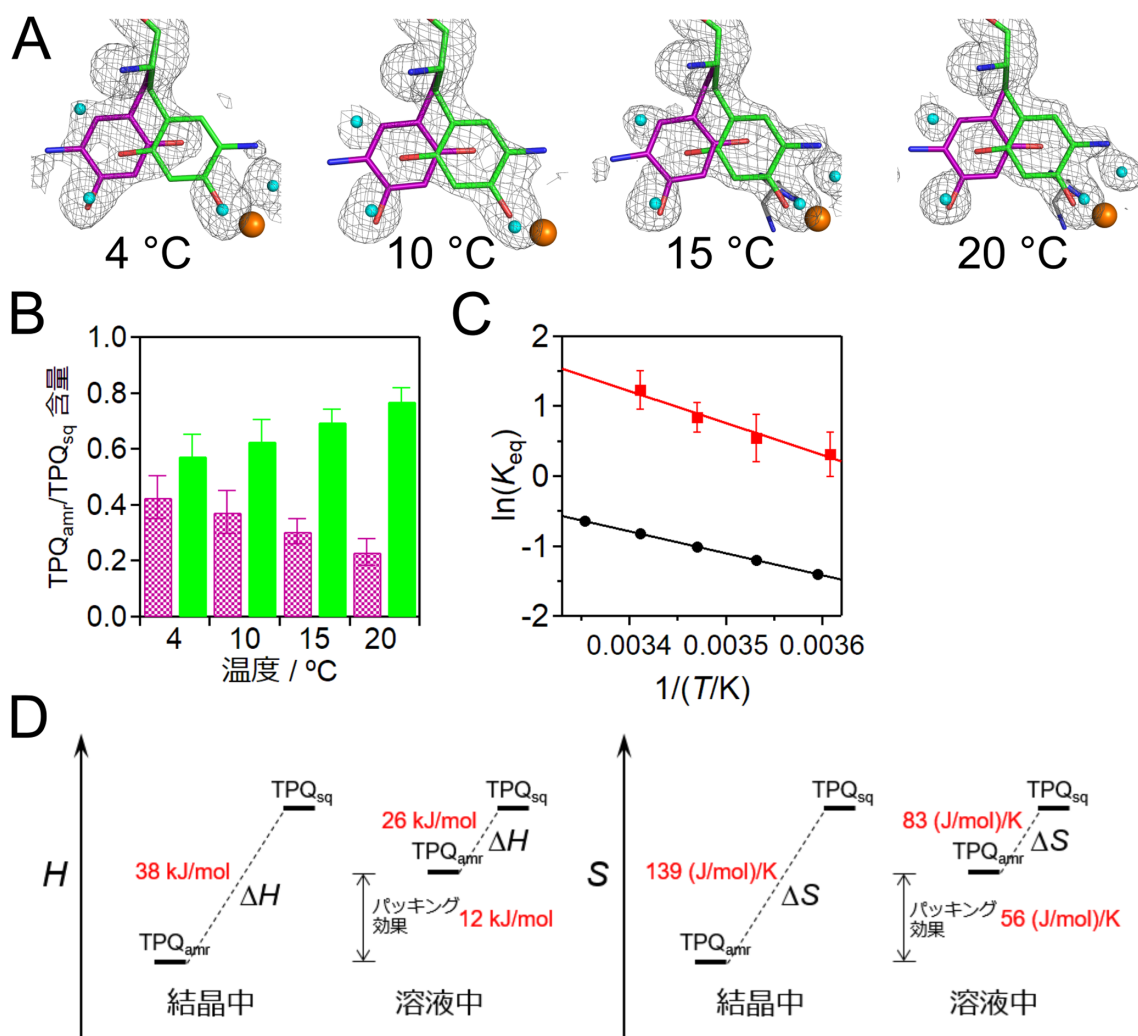 A
4 °C
10 °C
15 °C
20 °C
B
TPQamr/TPQsq 含量
1.0
0.8
0.6
0.4
0.2
0.0
4
10
15
20
温度 / ºC
C
ln(Keq)
2
1
0
-1
-2
0.0034
0.0035
0.0036
1/(T/K)
D
H
TPQsq
38 kJ/mol
ΔH
TPQamr
結晶中
TPQsq
26 kJ/mol
ΔH
TPQamr
パッキング
効果
12 kJ/mol
溶液中
S
TPQsq
139 (J/mol)/K
ΔS
TPQamr
結晶中
TPQsq
83 (J/mol)/K
ΔS
TPQamr
パッキング
効果
56 (J/mol)/K
溶液中